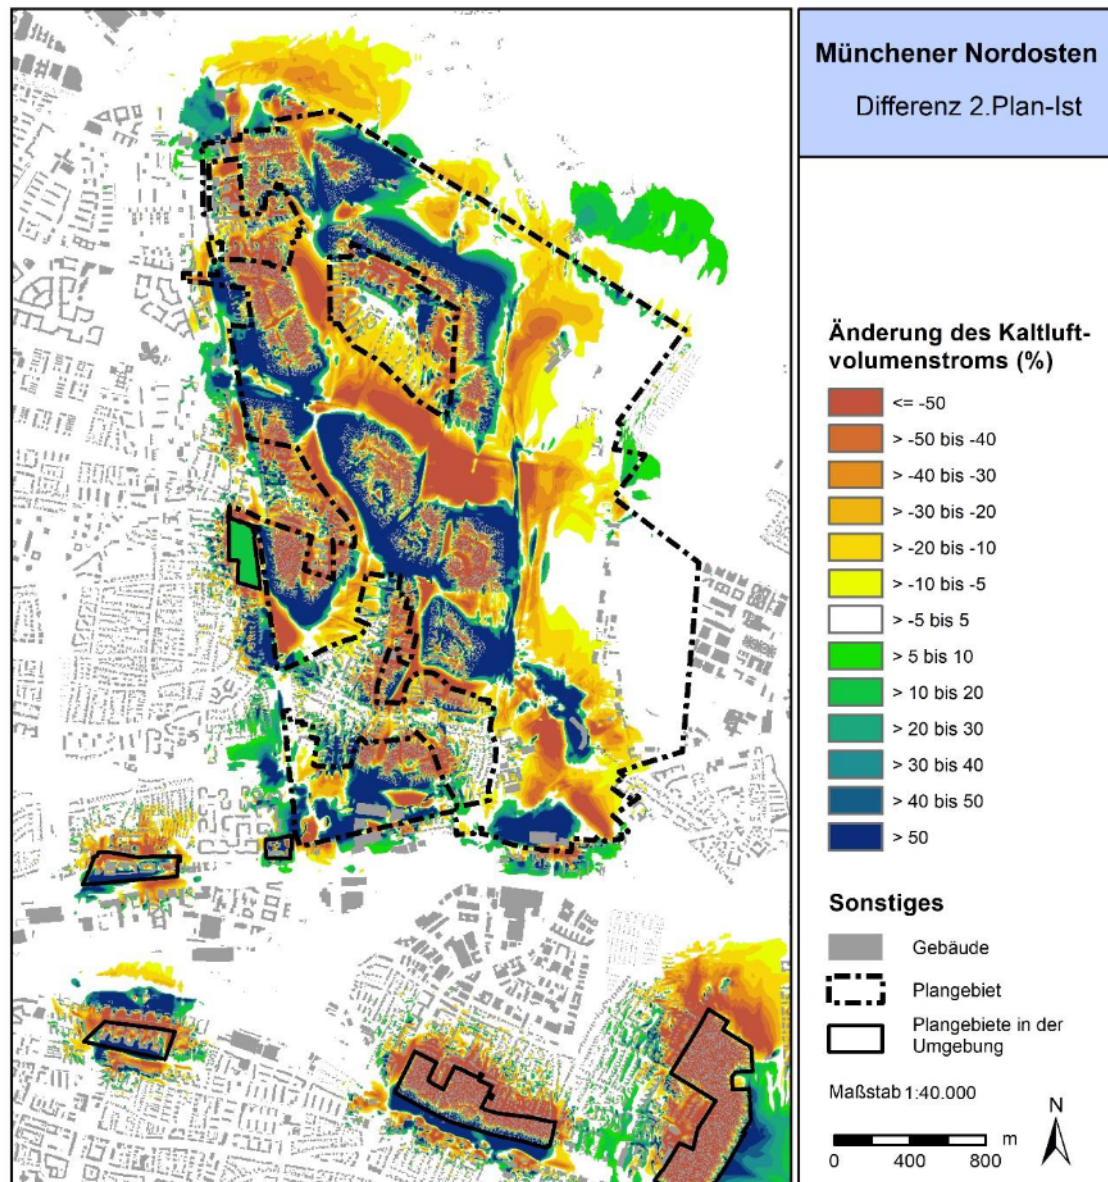 Münchener Nordosten
Differenz 2.Plan-Ist
Änderung des Kaltluft-
volumenstroms (%)
<= -50
> -50 bis -40
> -40 bis -30
> -30 bis -20
> -20 bis -10
> -10 bis -5
> -5 bis 5
> 5 bis 10
> 10 bis 20
> 20 bis 30
> 30 bis 40
> 40 bis 50
> 50
Sonstiges
Gebäude
Plangebiet
Plangebiete in der
Umgebung
Maßstab 1:40.000
N
m
0 400 800